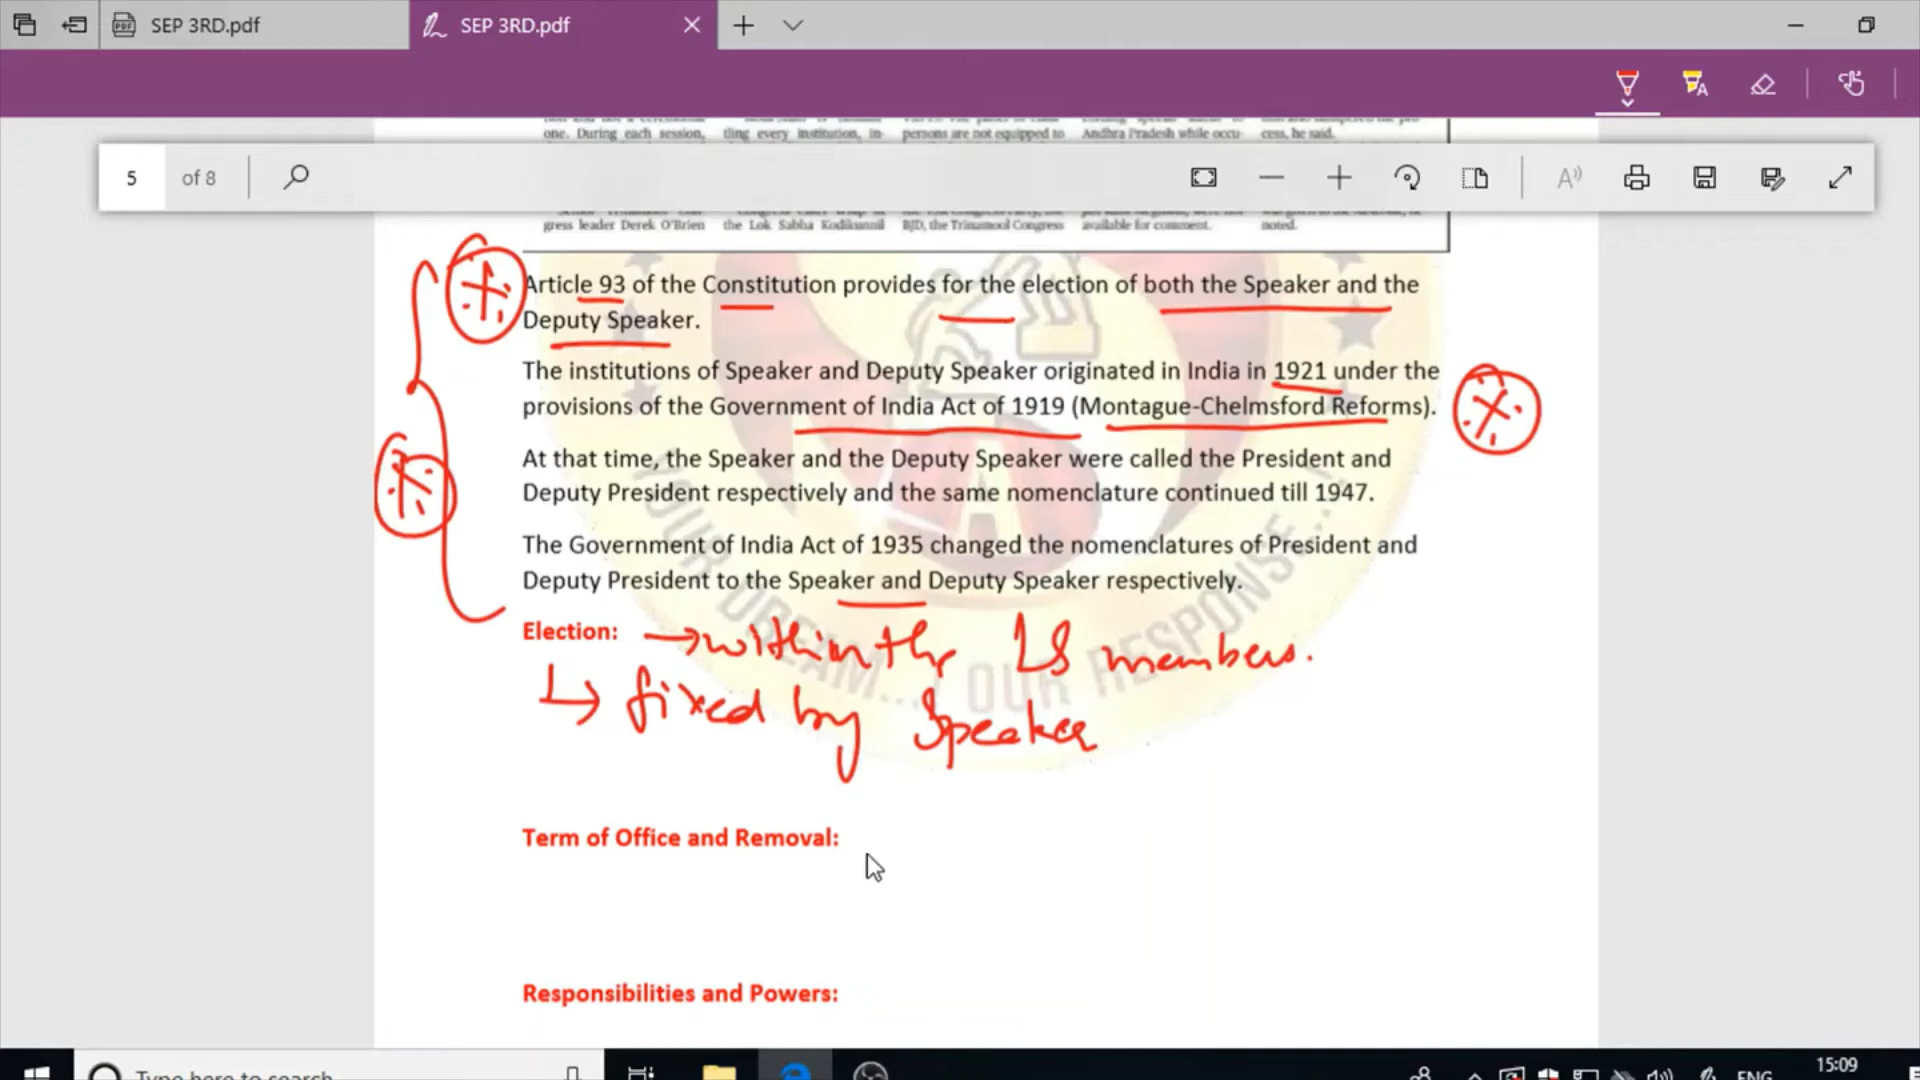 SEP 3RD.pdf
SEP 3RD.pdf
one. During each session,
tling every institution, in-
persons are not equipped to
Andhra Pradesh while occu-
cess, he said.
5 of 8
gress leader Derek O'Brien
the Lok Sabha Kodikunnil
BJD, the Trinamool Congress
available for comment.
noted.
Article 93 of the Constitution provides for the election of both the Speaker and the
Deputy Speaker.
The institutions of Speaker and Deputy Speaker originated in India in 1921 under the
provisions of the Government of India Act of 1919 (Montague-Chelmsford Reforms).
At that time, the Speaker and the Deputy Speaker were called the President and
Deputy President respectively and the same nomenclature continued till 1947.
The Government of India Act of 1935 changed the nomenclatures of President and
Deputy President to the Speaker and Deputy Speaker respectively.
Election: → within the LS members.
↳ fixed by Speaker
YOUR DREAM... OUR RESPONSE...!
Term of Office and Removal:
Responsibilities and Powers:
Type here to search
ENG
15:09